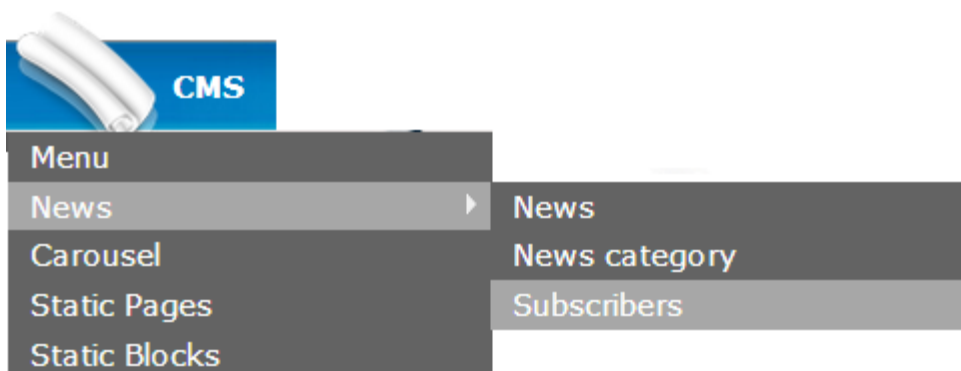 CMS
Menu
News
Carousel
Static Pages
Static Blocks
News
News category
Subscribers